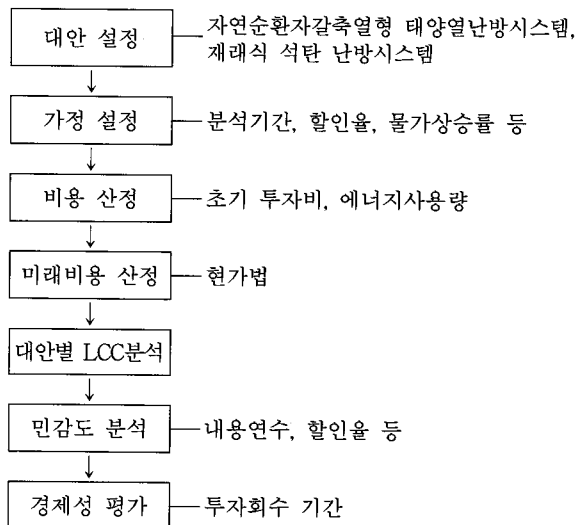 대안 설정
자연순환자갈축열형 태양열난방시스템,
재래식 석탄 난방시스템
가정 설정
분석기간, 할인율, 물가상승률 등
비용 산정
초기 투자비, 에너지사용량
미래비용 산정
현가법
대안별 LCC분석
민감도 분석
내용연수, 할인율 등
경제성 평가
투자회수 기간